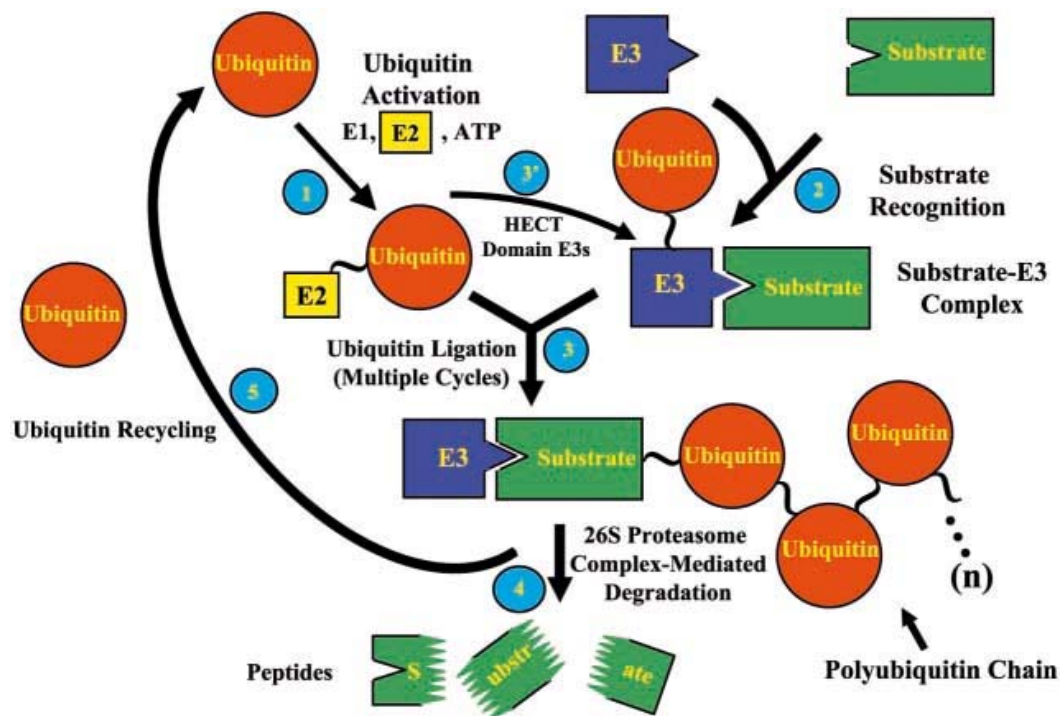 Ubiquitin
Ubiquitin
Activation
E1, E2 , ATP
E3
Substrate
1
3'
HECT
Domain E3s
Ubiquitin
2
Substrate
Recognition
Ubiquitin
E2
E3
Substrate
Substrate-E3
Complex
Ubiquitin
Ubiquitin Ligation
(Multiple Cycles)
3
5
Ubiquitin Recycling
E3
Substrate
Ubiquitin
Ubiquitin
Ubiquitin
(n)
26S Proteasome
Complex-Mediated
Degradation
4
Peptides
S
ubstr
ate
Polyubiquitin Chain